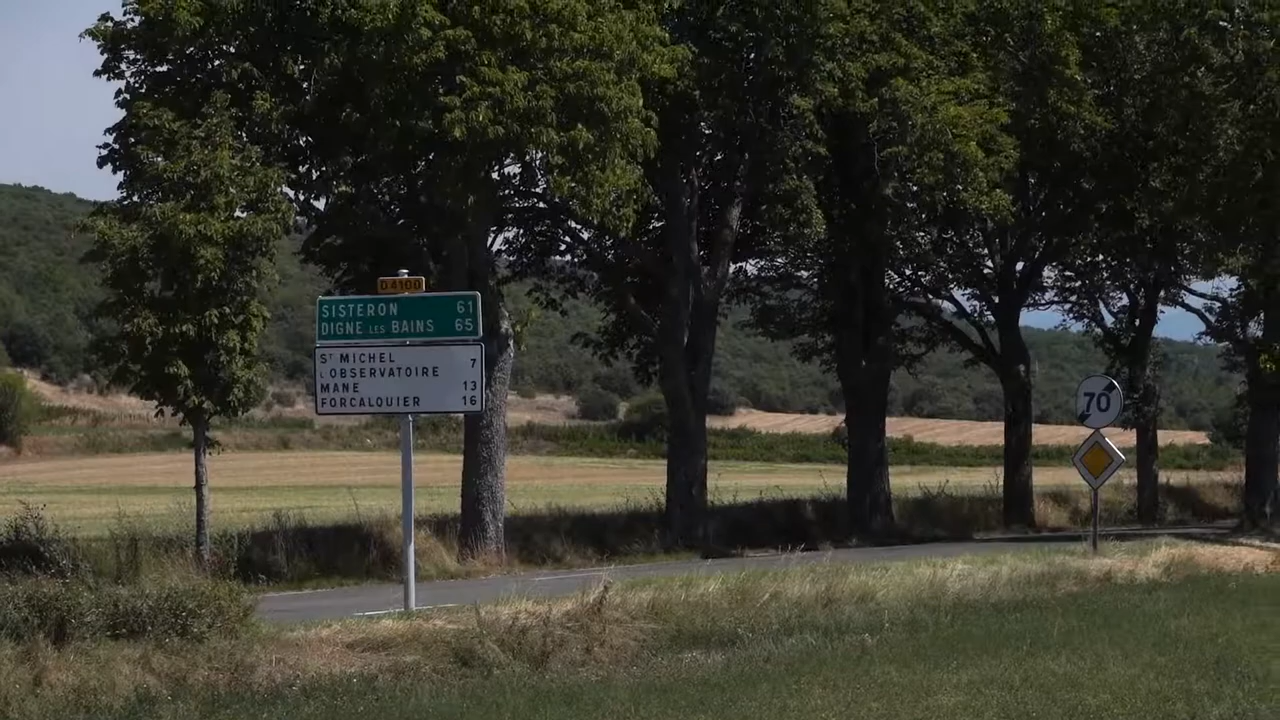 D4100
SISTERON 61
DIGNE LES BAINS 65
ST MICHEL
L'OBSERVATOIRE 7
MANE 13
FORCALQUIER 16
70